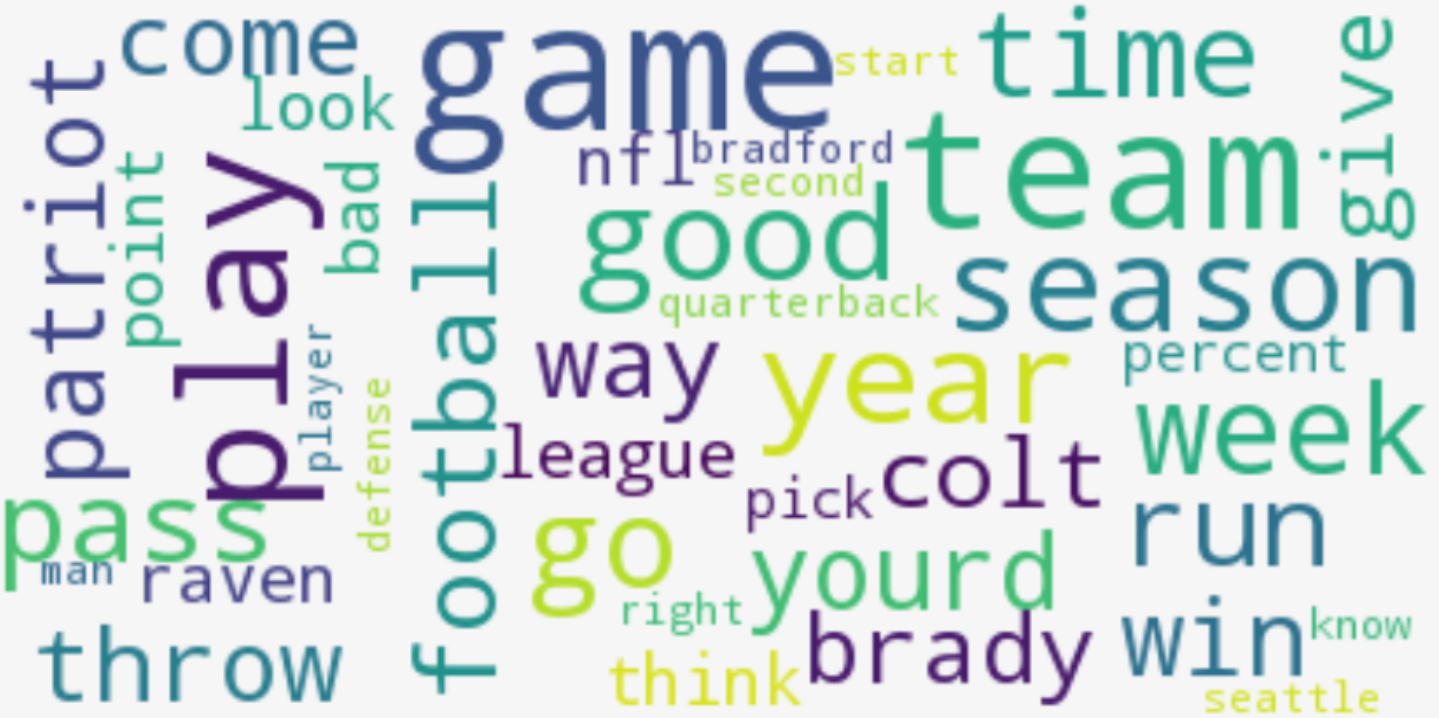 come
game
start
time
give
look
patriot
nfl
bradford
team
point
play
bad
football
second
good
season
quarterback
player
way
year
percent
defense
league
week
pick
colt
pass
go
run
man
raven
yourd
right
win
know
throw
think
brady
seattle